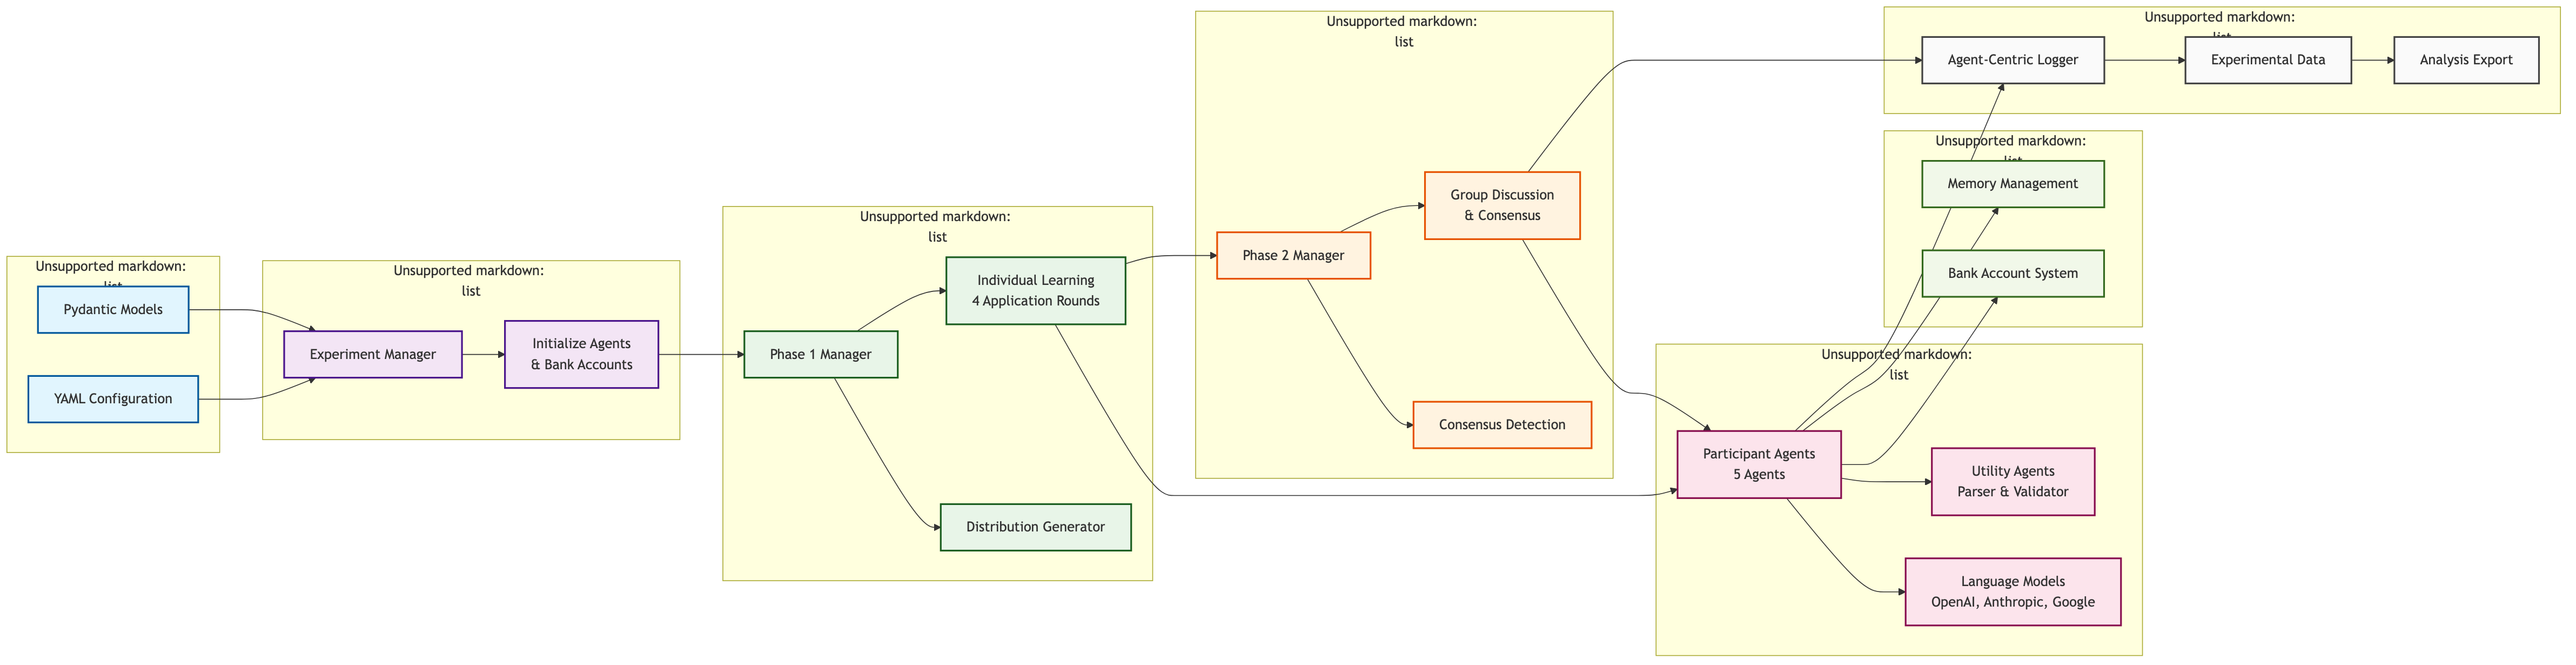 Unsupported markdown:
list
Pydantic Models
YAML Configuration
Unsupported markdown:
list
Experiment Manager
Initialize Agents
& Bank Accounts
Unsupported markdown:
list
Phase 1 Manager
Individual Learning
4 Application Rounds
Distribution Generator
Unsupported markdown:
list
Phase 2 Manager
Group Discussion
& Consensus
Consensus Detection
Unsupported markdown:
list
Agent-Centric Logger
Experimental Data
Analysis Export
Unsupported markdown:
list
Memory Management
Bank Account System
Unsupported markdown:
list
Participant Agents
5 Agents
Utility Agents
Parser & Validator
Language Models
OpenAI, Anthropic, Google